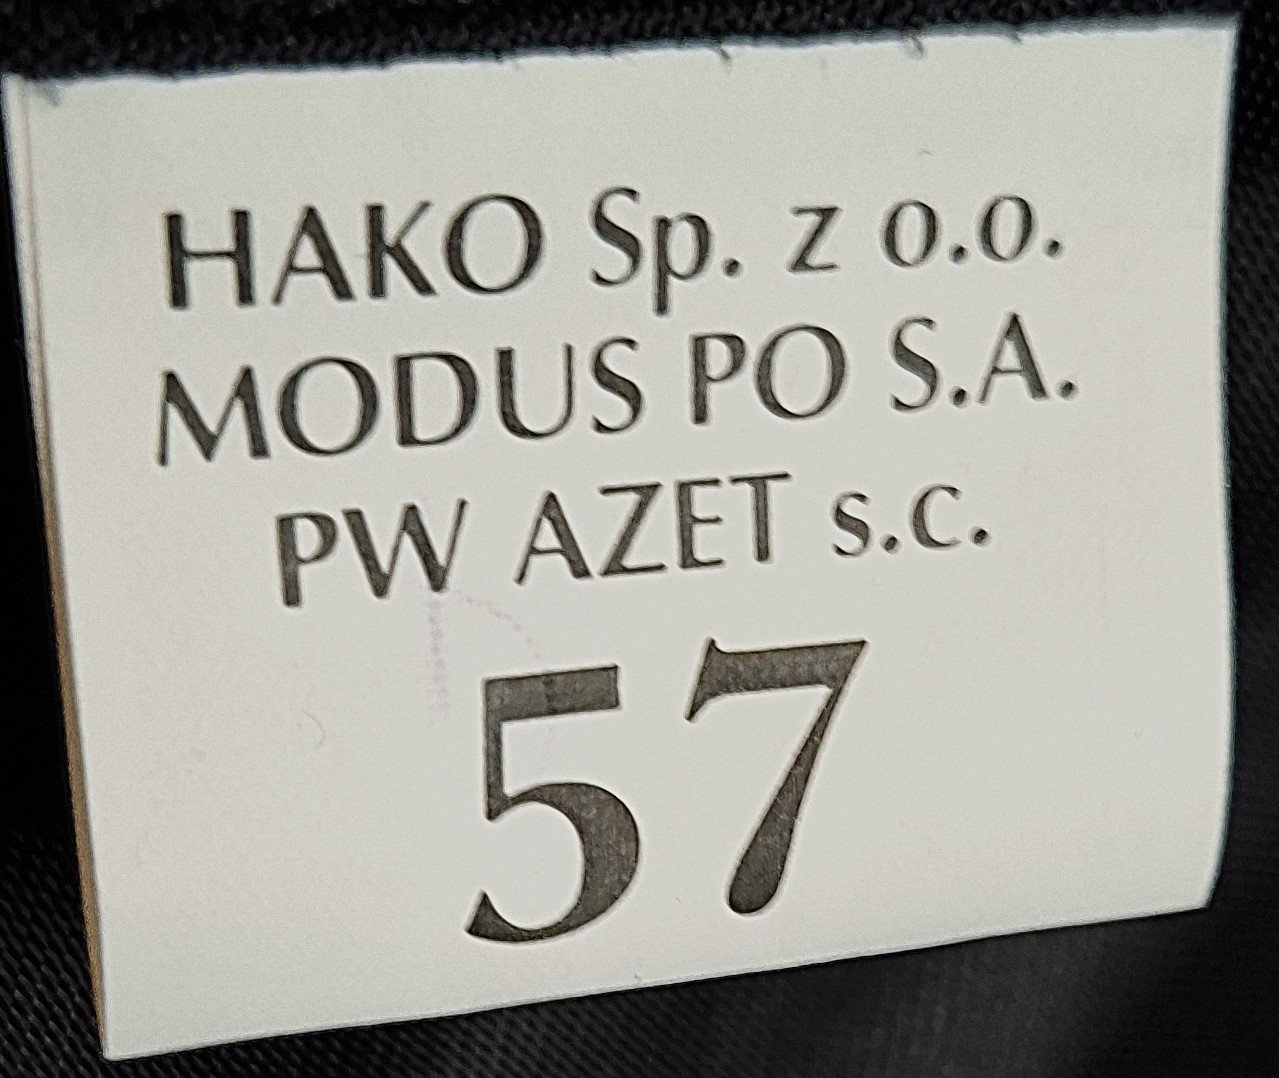 HAKO Sp. z o.o.
MODUS PO S.A.
PW AZET s.c.
57